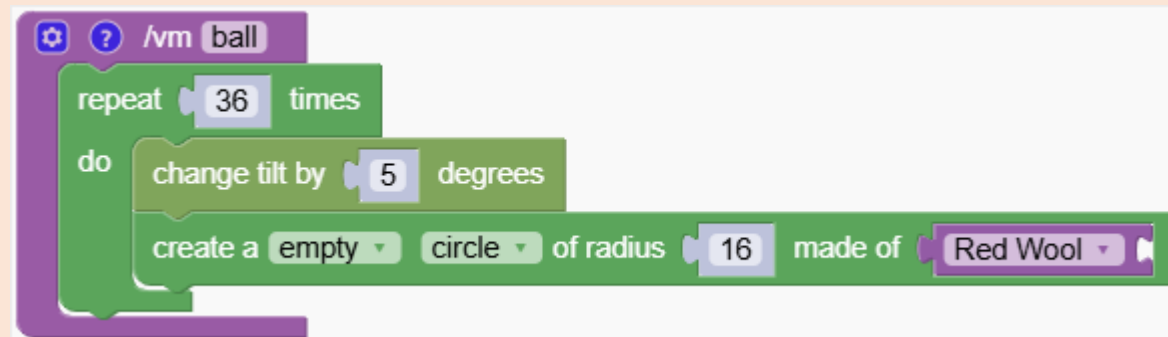 ? /vm ball
repeat 36 times
do change tilt by 5 degrees
create a empty circle of radius 16 made of Red Wool